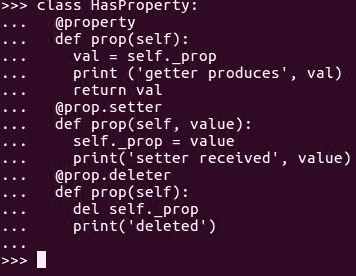 >>> class HasProperty:
...   @property
...   def prop(self):
...     val = self._prop
...     print ('getter produces', val)
...     return val
...   @prop.setter
...   def prop(self, value):
...     self._prop = value
...     print('setter received', value)
...   @prop.deleter
...   def prop(self):
...     del self._prop
...     print('deleted')
...
>>>